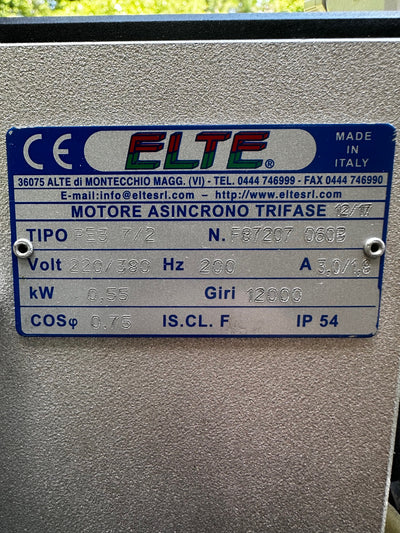 CE ELTE® MADE IN ITALY
36075 ALTE di MONTECCHIO MAGG. (VI) - TEL. 0444 746999 - FAX 0444 746990
E-mail:info@eltesrl.com – http://www.eltesrl.com
MOTORE ASINCRONO TRIFASE 12/17
TIPO 7/2 N. F87207 060B
Volt 220/380 Hz 200 A 3,0/1,8
kW 0,55 Giri 12000
COSφ 0,75 IS.CL. F IP 54